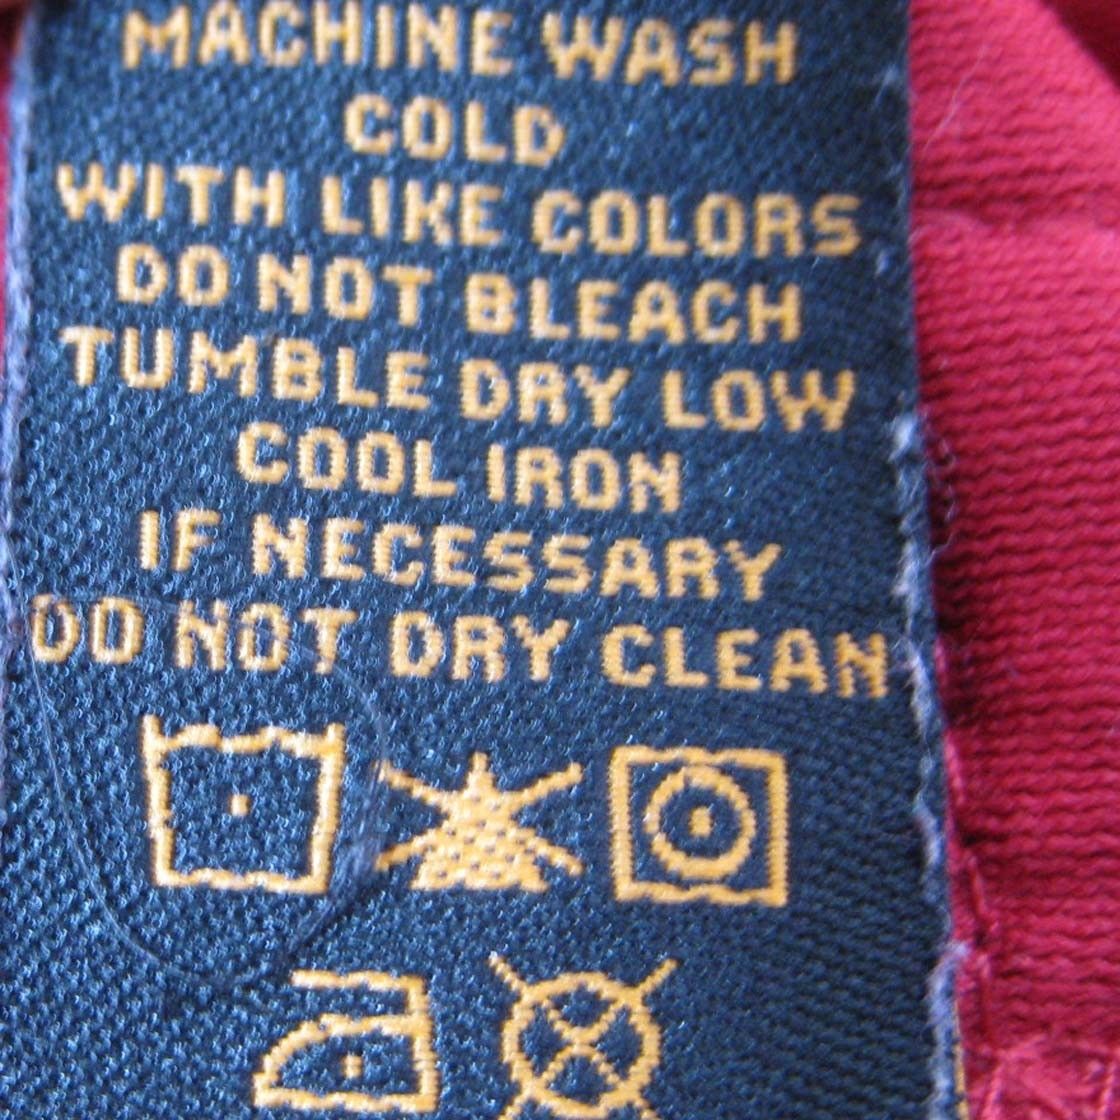 MACHINE WASH
COLD
WITH LIKE COLORS
DO NOT BLEACH
TUMBLE DRY LOW
COOL IRON
IF NECESSARY
DO NOT DRY CLEAN